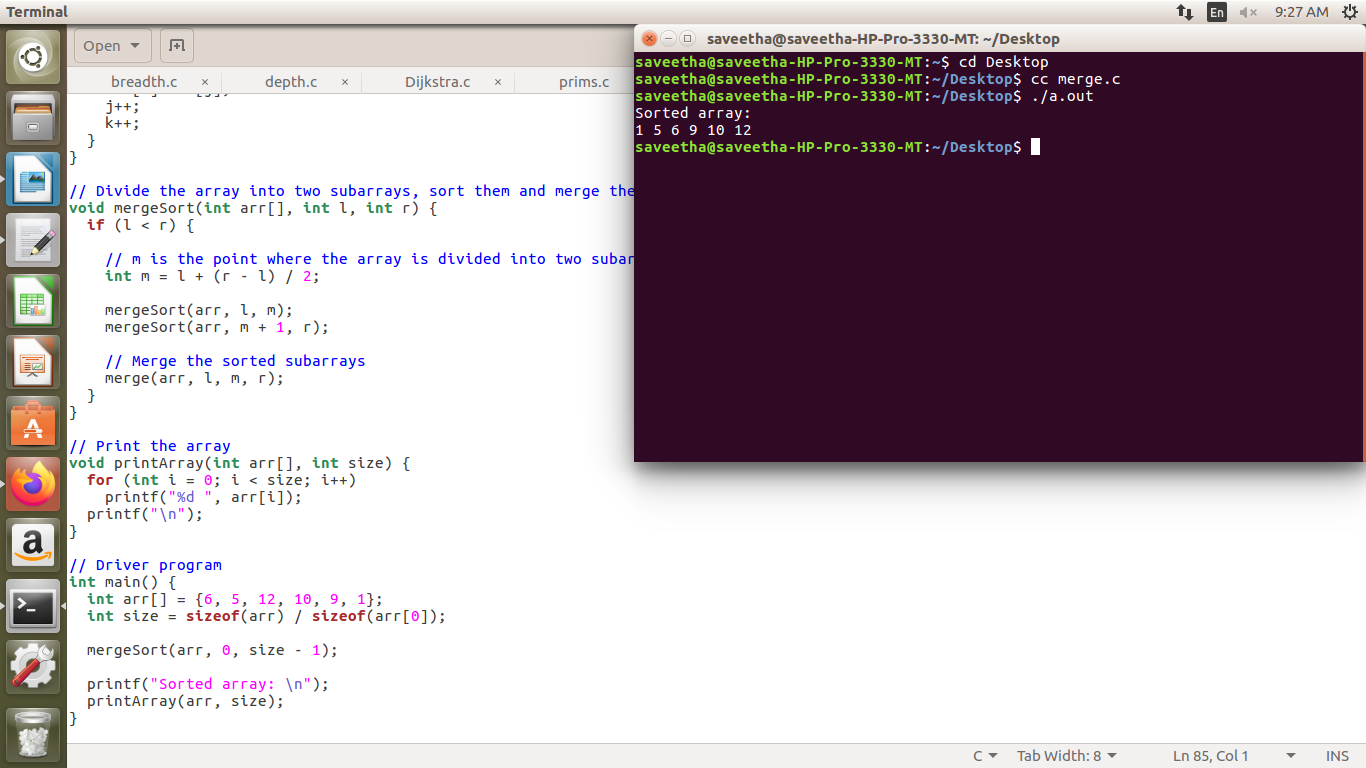 Terminal
En
9:27 AM
Open
saveetha@saveetha-HP-Pro-3330-MT: ~/Desktop
breadth.c × depth.c × Dijkstra.c × prims.c
saveetha@saveetha-HP-Pro-3330-MT:~$ cd Desktop
saveetha@saveetha-HP-Pro-3330-MT:~/Desktop$ cc merge.c
saveetha@saveetha-HP-Pro-3330-MT:~/Desktop$ ./a.out
Sorted array:
1 5 6 9 10 12
saveetha@saveetha-HP-Pro-3330-MT:~/Desktop$
j++;
k++;
}
}
// Divide the array into two subarrays, sort them and merge the
void mergeSort(int arr[], int l, int r) {
if (l < r) {
// m is the point where the array is divided into two subar
int m = l + (r - l) / 2;
mergeSort(arr, l, m);
mergeSort(arr, m + 1, r);
// Merge the sorted subarrays
merge(arr, l, m, r);
}
}
// Print the array
void printArray(int arr[], int size) {
for (int i = 0; i < size; i++)
printf("%d ", arr[i]);
printf("\n");
}
// Driver program
int main() {
int arr[] = {6, 5, 12, 10, 9, 1};
int size = sizeof(arr) / sizeof(arr[0]);
mergeSort(arr, 0, size - 1);
printf("Sorted array: \n");
printArray(arr, size);
}
C Tab Width: 8 Ln 85, Col 1 INS